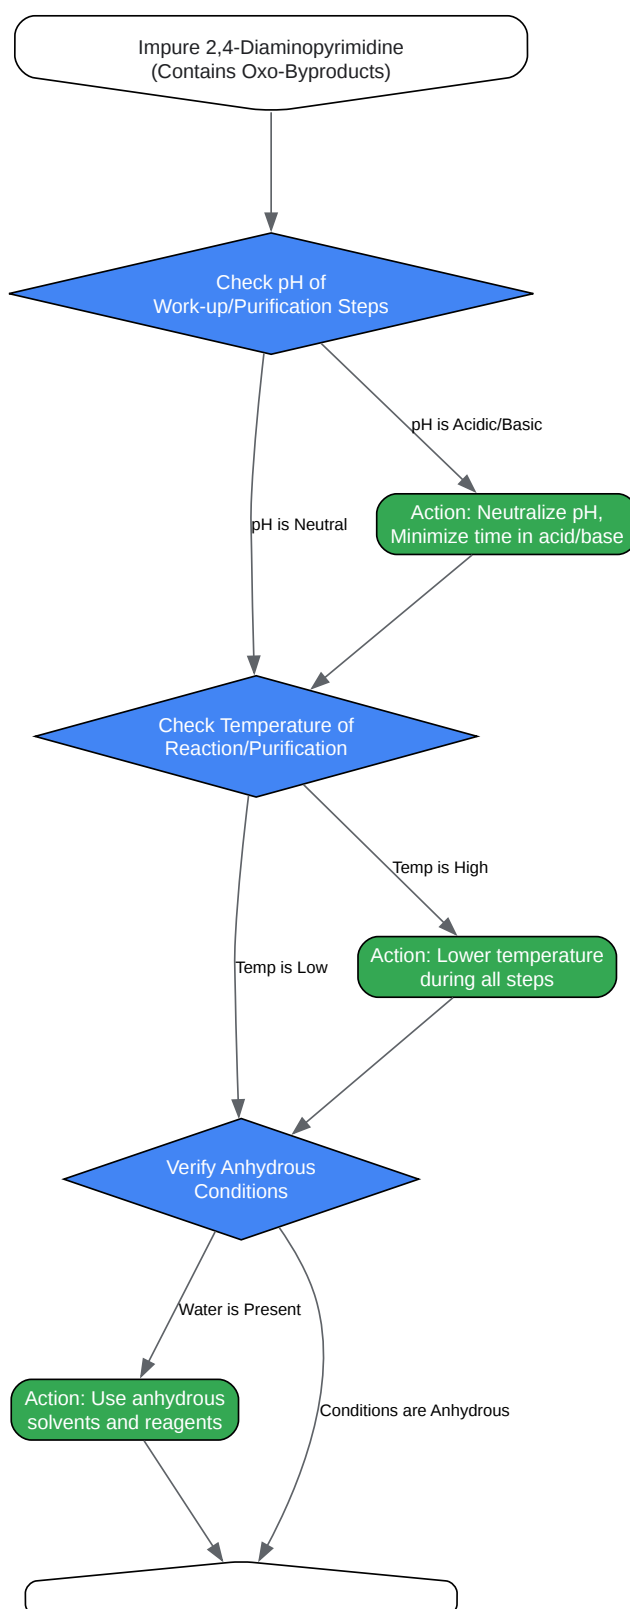 Impure 2,4-Diaminopyrimidine
(Contains Oxo-Byproducts)
Check pH of
Work-up/Purification Steps
pH is Acidic/Basic
Action: Neutralize pH,
Minimize time in acid/base
pH is Neutral
Check Temperature of
Reaction/Purification
Temp is High
Action: Lower temperature
during all steps
Temp is Low
Verify Anhydrous
Conditions
Water is Present
Action: Use anhydrous
solvents and reagents
Conditions are Anhydrous